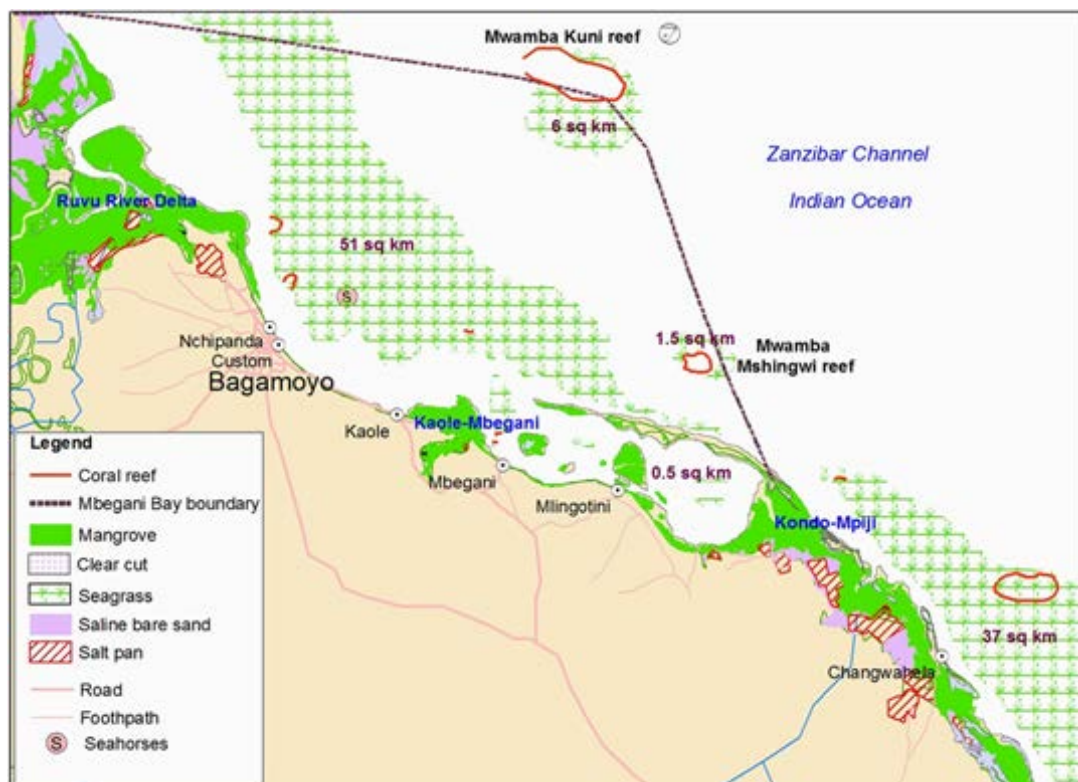 Mwamba Kuni reef
6 sq km
Zanzibar Channel
Indian Ocean
Ruvu River Delta
51 sq km
S
1.5 sq km
Mwamba
Mshingwi reef
Nchipanda
Custom
Bagamoyo
Kaole
Kaole-Mbegani
Mbegani
Mlingotini
0.5 sq km
Kondo-Mpiji
37 sq km
Changwahela
Legend
Coral reef
Mbegani Bay boundary
Mangrove
Clear cut
Seagrass
Saline bare sand
Salt pan
Road
Foothpath
S Seahorses